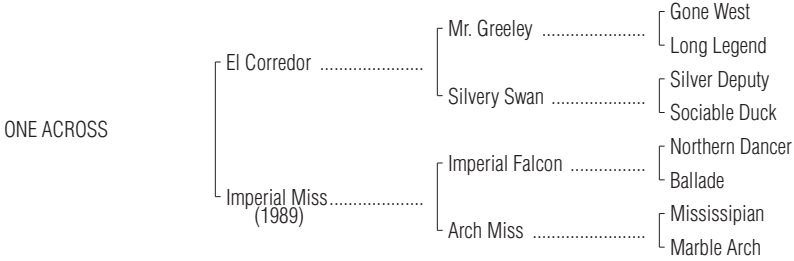 Gone West
Mr. Greeley ......................
Long Legend
El Corredor ......................
Silver Deputy
Silvery Swan ....................
Sociable Duck
ONE ACROSS
Northern Dancer
Imperial Falcon ................
Ballade
Imperial Miss....................
(1989)
Mississipian
Arch Miss ........................
Marble Arch